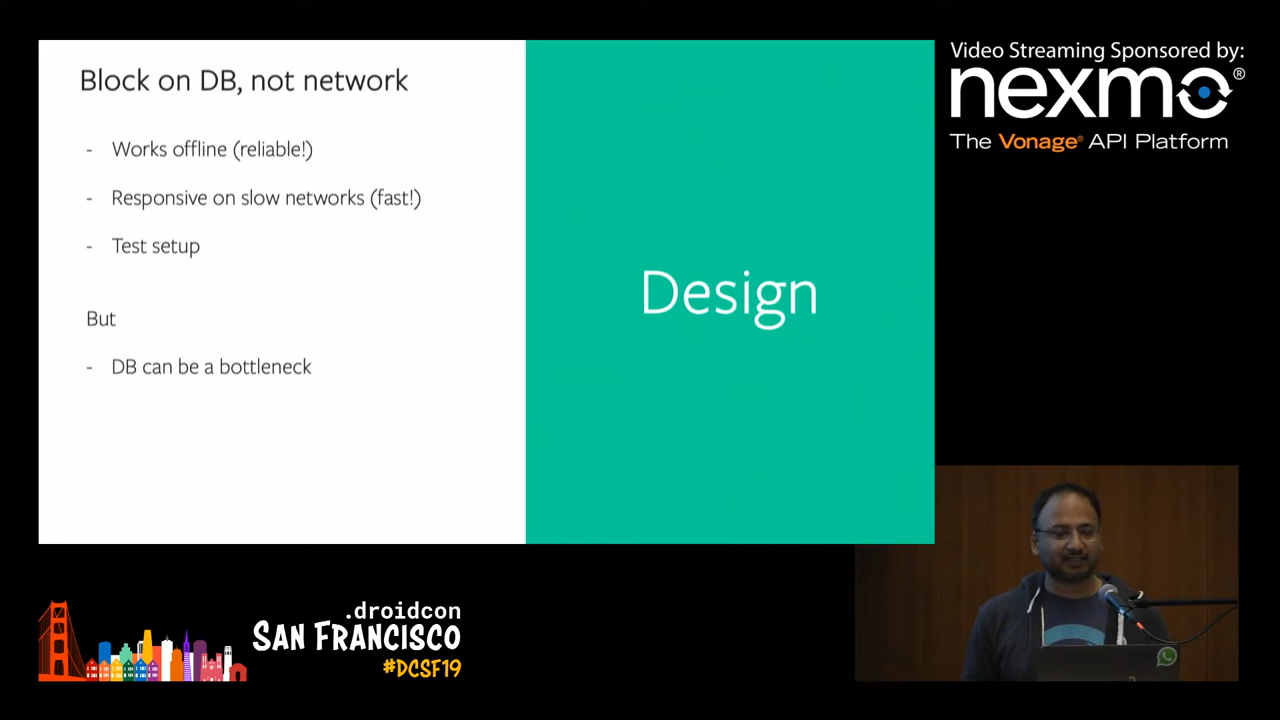 Block on DB, not network
- Works offline (reliable!)
- Responsive on slow networks (fast!)
- Test setup
But
- DB can be a bottleneck
Design
Video Streaming Sponsored by:
nexmo®
The Vonage® API Platform
.droidcon
SAN FRANCISCO
#DCSF19